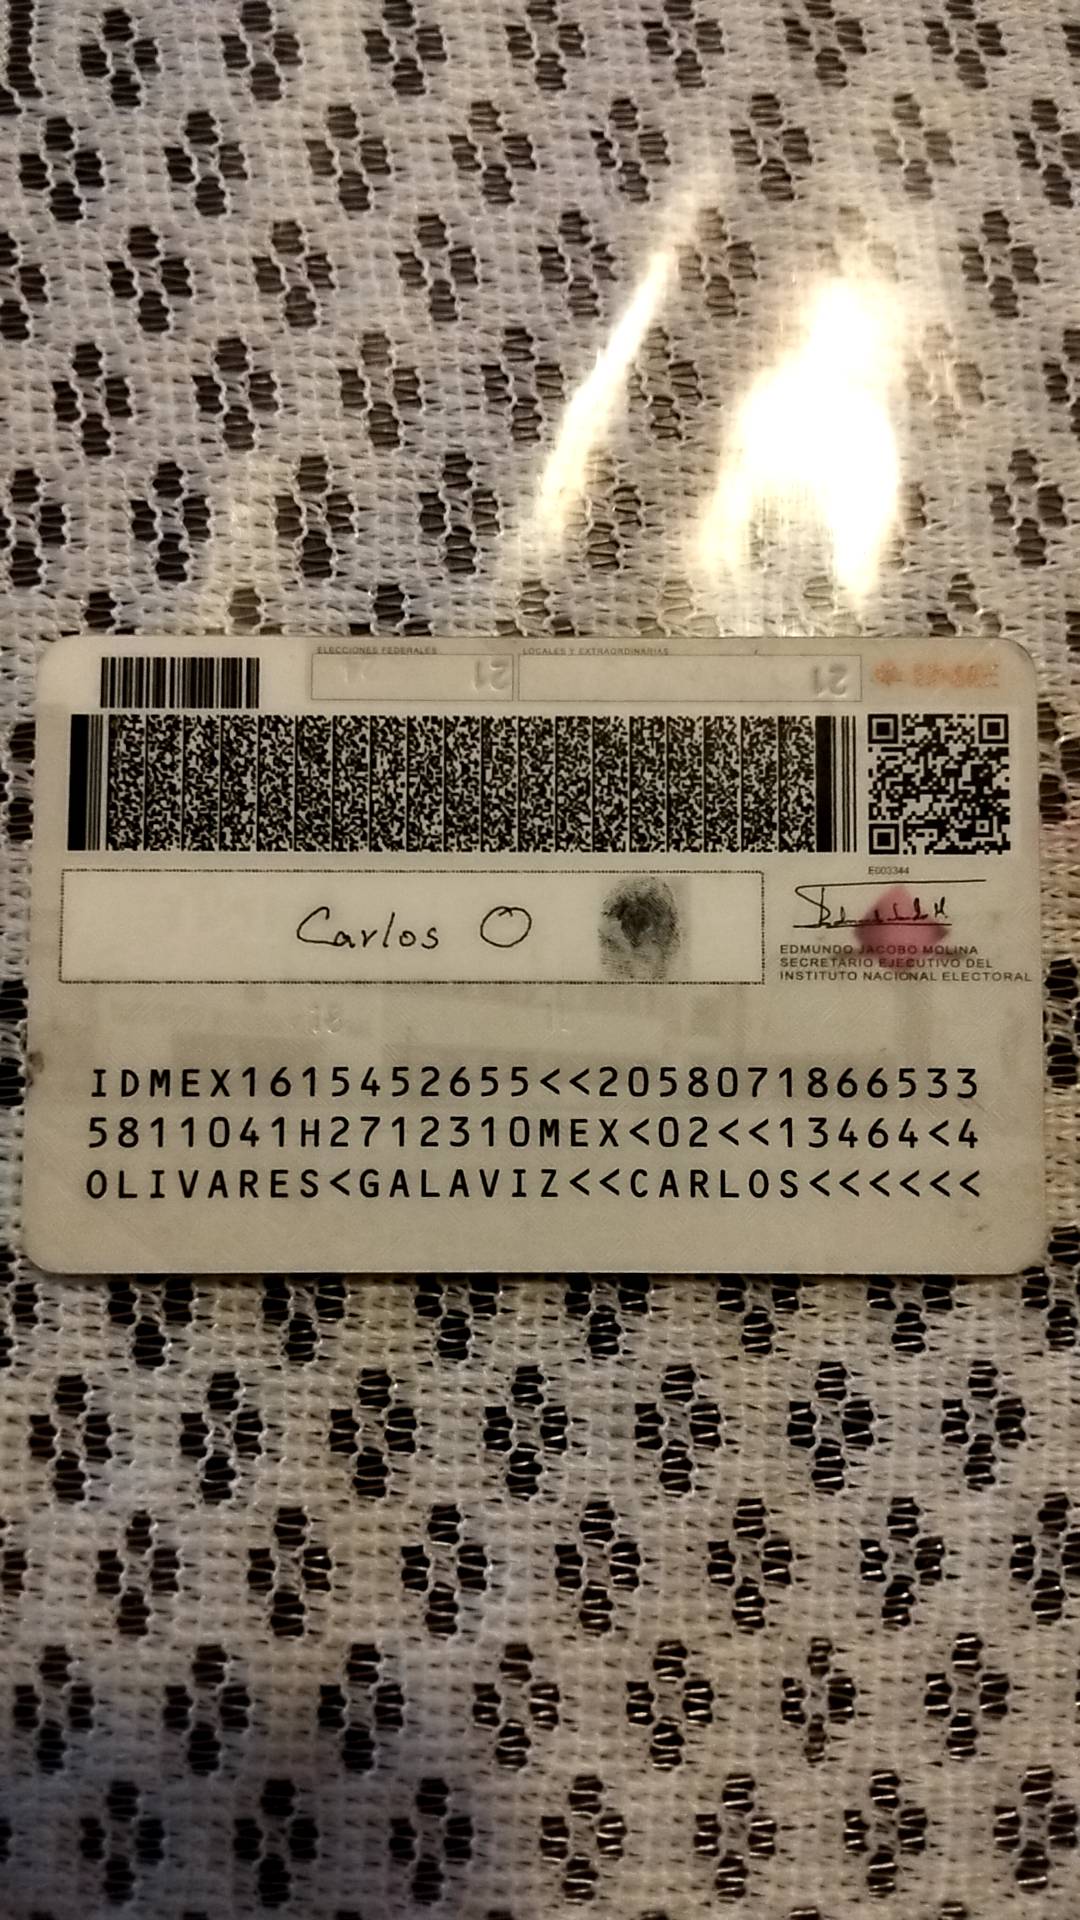 ELECCIONES FEDERALES
LOCALES Y EXTRAORDINARIAS
21
21
E003344
Carlos O
EDMUNDO JACOBO MOLINA
SECRETARIO EJECUTIVO DEL
INSTITUTO NACIONAL ELECTORAL
IDMEX1615452655<<2058071866533
5811041H2712310MEX<02<<13464<4
OLIVARES<GALAVIZ<<CARLOS<<<<<<